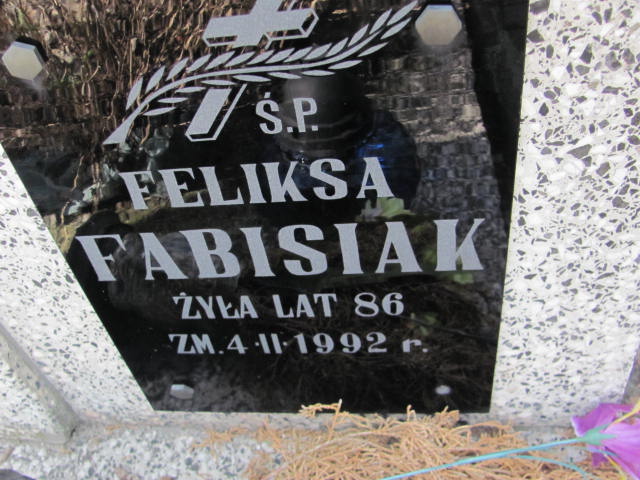 Ś.P.
FELIKSA
FABISIAK
ŻYŁA LAT 86
ZM. 4·II·1992 r.